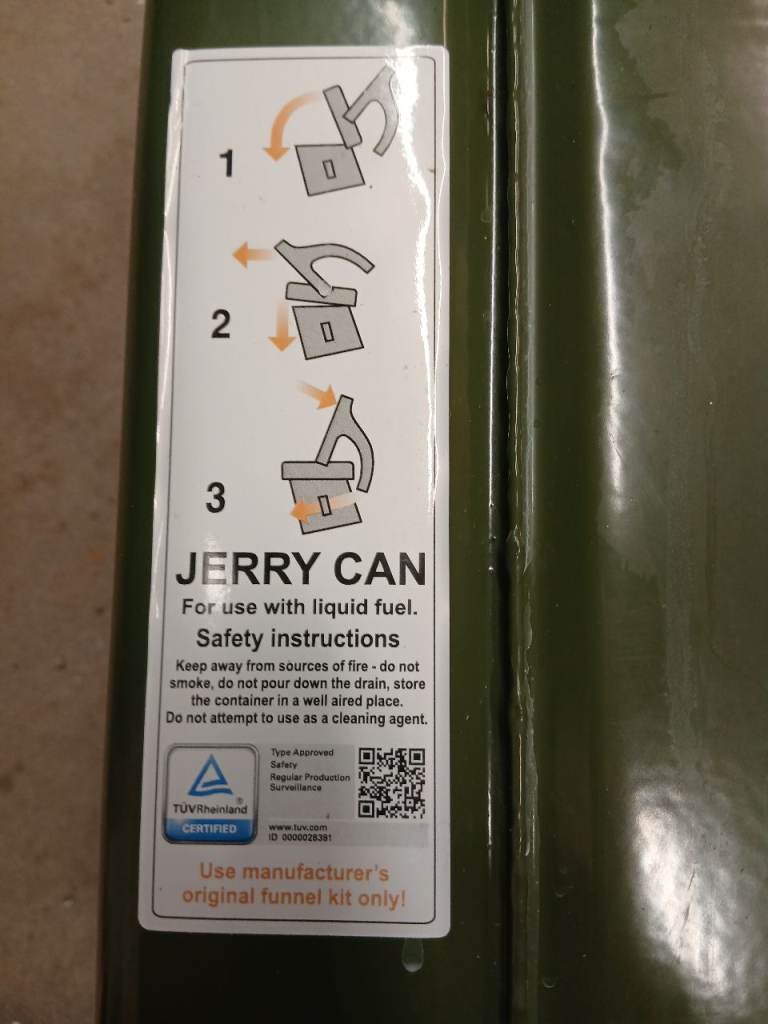 1
2
3
JERRY CAN
For use with liquid fuel.
Safety instructions
Keep away from sources of fire - do not
smoke, do not pour down the drain, store
the container in a well aired place.
Do not attempt to use as a cleaning agent.
TÜVRheinland®
CERTIFIED
Type Approved
Safety
Regular Production
Surveillance
www.tuv.com
ID 0000028391
Use manufacturer's
original funnel kit only!